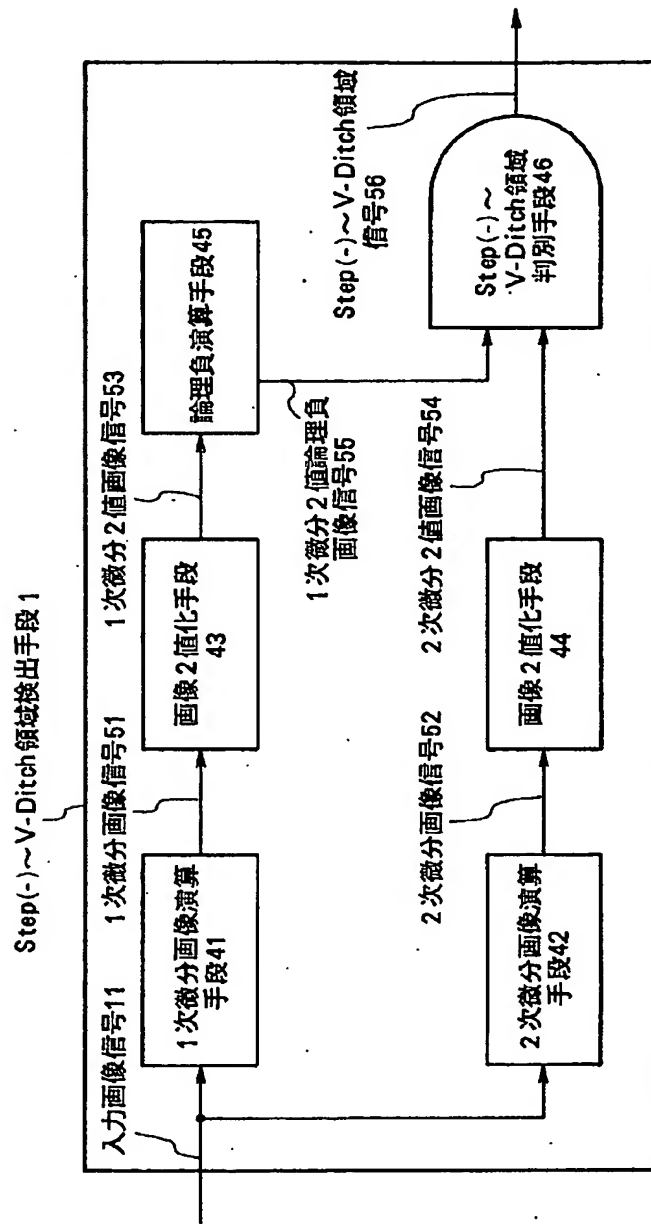 Step(-)～V-Ditch領域検出手段1
入力画像信号11
1次微分画像演算
手段41
1次微分画像信号51
画像2値化手段
43
1次微分2値画像信号53
論理負演算手段45
1次微分2値論理負
画像信号55
2次微分画像演算
手段42
2次微分画像信号52
画像2値化手段
44
2次微分2値画像信号54
Step(-)～
V-Ditch領域
判別手段46
Step(-)～V-Ditch領域
信号56